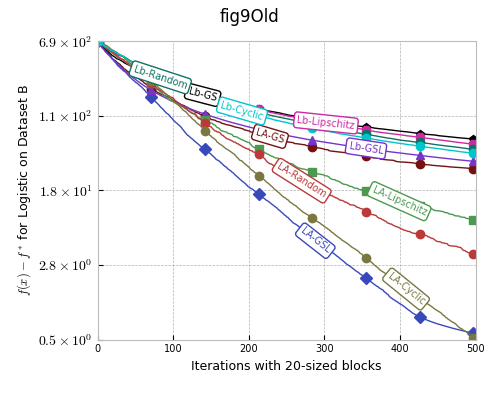 fig9Old
6.9 × 10²
1.1 × 10²
1.8 × 10¹
2.8 × 10⁰
0.5 × 10⁰
f(x) − f* for Logistic on Dataset B
Lb-Random
Lb-GS
Lb-Cyclic
Lb-Lipschitz
LA-GS
Lb-GSL
LA-Random
LA-Lipschitz
LA-GSL
LA-Cyclic
0 100 200 300 400 500
Iterations with 20-sized blocks